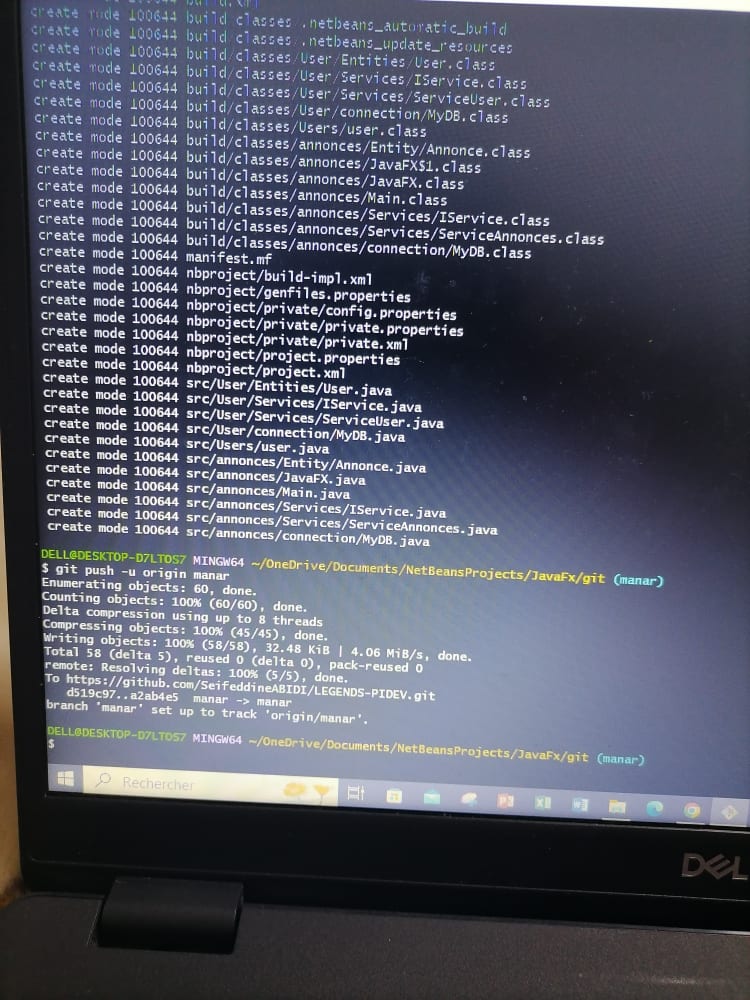 create mode 100644 build classes .netbeans_automatic_build
create mode 100644 build classes .netbeans_update_resources
create mode 100644 build/classes/User/Entities/User.class
create mode 100644 build/classes/User/Services/IService.class
create mode 100644 build/classes/User/Services/ServiceUser.class
create mode 100644 build/classes/User/connection/MyDB.class
create mode 100644 build/classes/Users/user.class
create mode 100644 build/classes/annonces/Entity/Annonce.class
create mode 100644 build/classes/annonces/JavaFX$1.class
create mode 100644 build/classes/annonces/JavaFX.class
create mode 100644 build/classes/annonces/Main.class
create mode 100644 build/classes/annonces/Services/IService.class
create mode 100644 build/classes/annonces/Services/ServiceAnnonces.class
create mode 100644 build/classes/annonces/connection/MyDB.class
create mode 100644 manifest.mf
create mode 100644 nbproject/build-impl.xml
create mode 100644 nbproject/genfiles.properties
create mode 100644 nbproject/private/config.properties
create mode 100644 nbproject/private/private.properties
create mode 100644 nbproject/private/private.xml
create mode 100644 nbproject/project.properties
create mode 100644 nbproject/project.xml
create mode 100644 src/User/Entities/User.java
create mode 100644 src/User/Services/IService.java
create mode 100644 src/User/Services/ServiceUser.java
create mode 100644 src/User/connection/MyDB.java
create mode 100644 src/Users/user.java
create mode 100644 src/annonces/Entity/Annonce.java
create mode 100644 src/annonces/JavaFX.java
create mode 100644 src/annonces/Main.java
create mode 100644 src/annonces/Services/IService.java
create mode 100644 src/annonces/Services/ServiceAnnonces.java
create mode 100644 src/annonces/connection/MyDB.java
DELL@DESKTOP-D7LTOS7 MINGW64 ~/OneDrive/Documents/NetBeansProjects/JavaFx/git (manar)
$ git push -u origin manar
Enumerating objects: 60, done.
Counting objects: 100% (60/60), done.
Delta compression using up to 8 threads
Compressing objects: 100% (45/45), done.
Writing objects: 100% (58/58), 32.48 KiB | 4.06 MiB/s, done.
Total 58 (delta 5), reused 0 (delta 0), pack-reused 0
remote: Resolving deltas: 100% (5/5), done.
To https://github.com/SeifeddineABIDI/LEGENDS-PIDEV.git
d519c97..a2ab4e5 manar -> manar
branch 'manar' set up to track 'origin/manar'.
DELL@DESKTOP-D7LTOS7 MINGW64 ~/OneDrive/Documents/NetBeansProjects/JavaFx/git (manar)
$
Rechercher
DELL